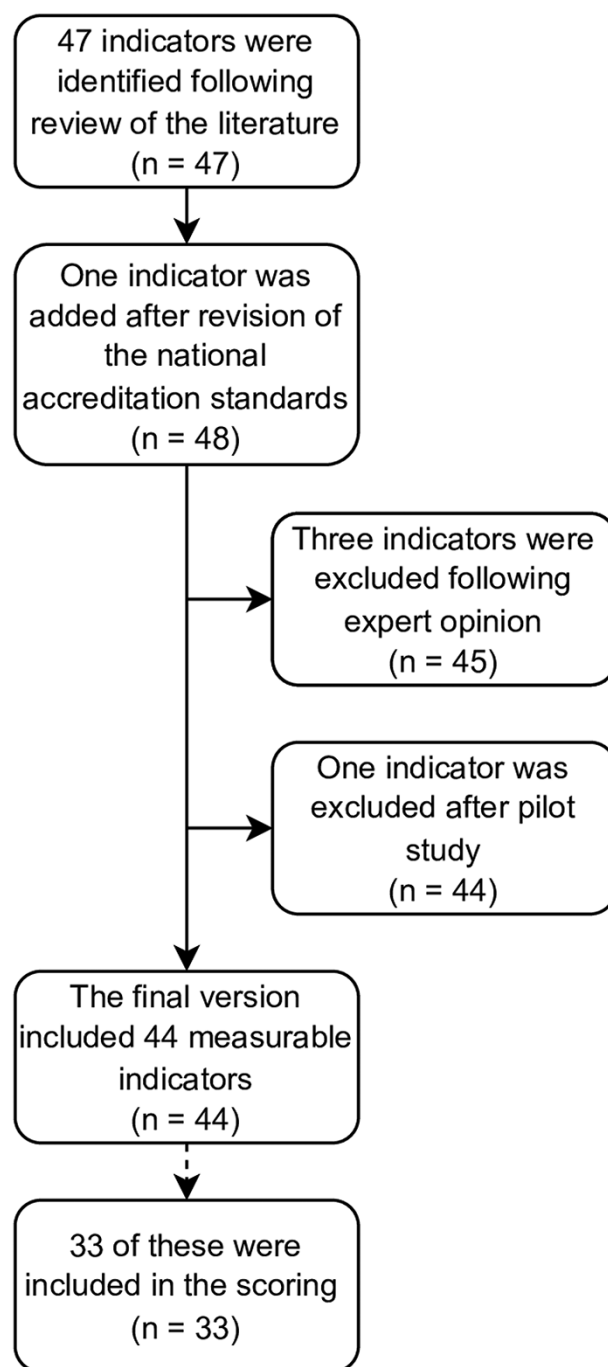 47 indicators were
identified following
review of the literature
(n = 47)
One indicator was
added after revision of
the national
accreditation standards
(n = 48)
Three indicators were
excluded following
expert opinion
(n = 45)
One indicator was
excluded after pilot
study
(n = 44)
The final version
included 44 measurable
indicators
(n = 44)
33 of these were
included in the scoring
(n = 33)